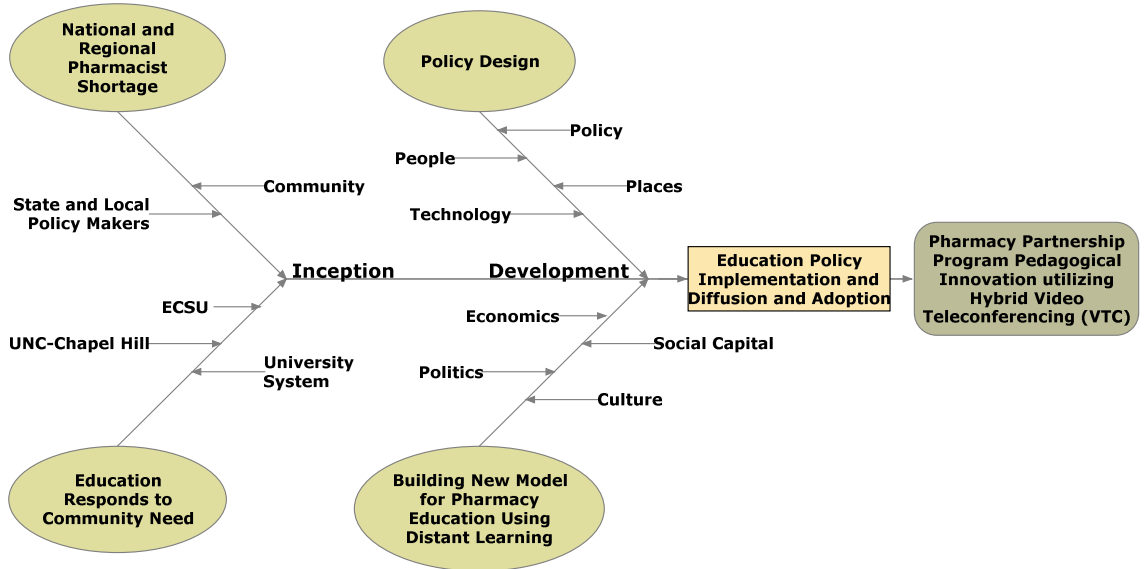 National and
Regional
Pharmacist
Shortage
Policy Design
Policy
People
Community
Places
State and Local
Policy Makers
Technology
Inception
Development
Education Policy
Implementation and
Diffusion and Adoption
Pharmacy Partnership
Program Pedagogical
Innovation utilizing
Hybrid Video
Teleconferencing (VTC)
ECSU
Economics
UNC-Chapel Hill
Social Capital
University
System
Politics
Culture
Education
Responds to
Community Need
Building New Model
for Pharmacy
Education Using
Distant Learning